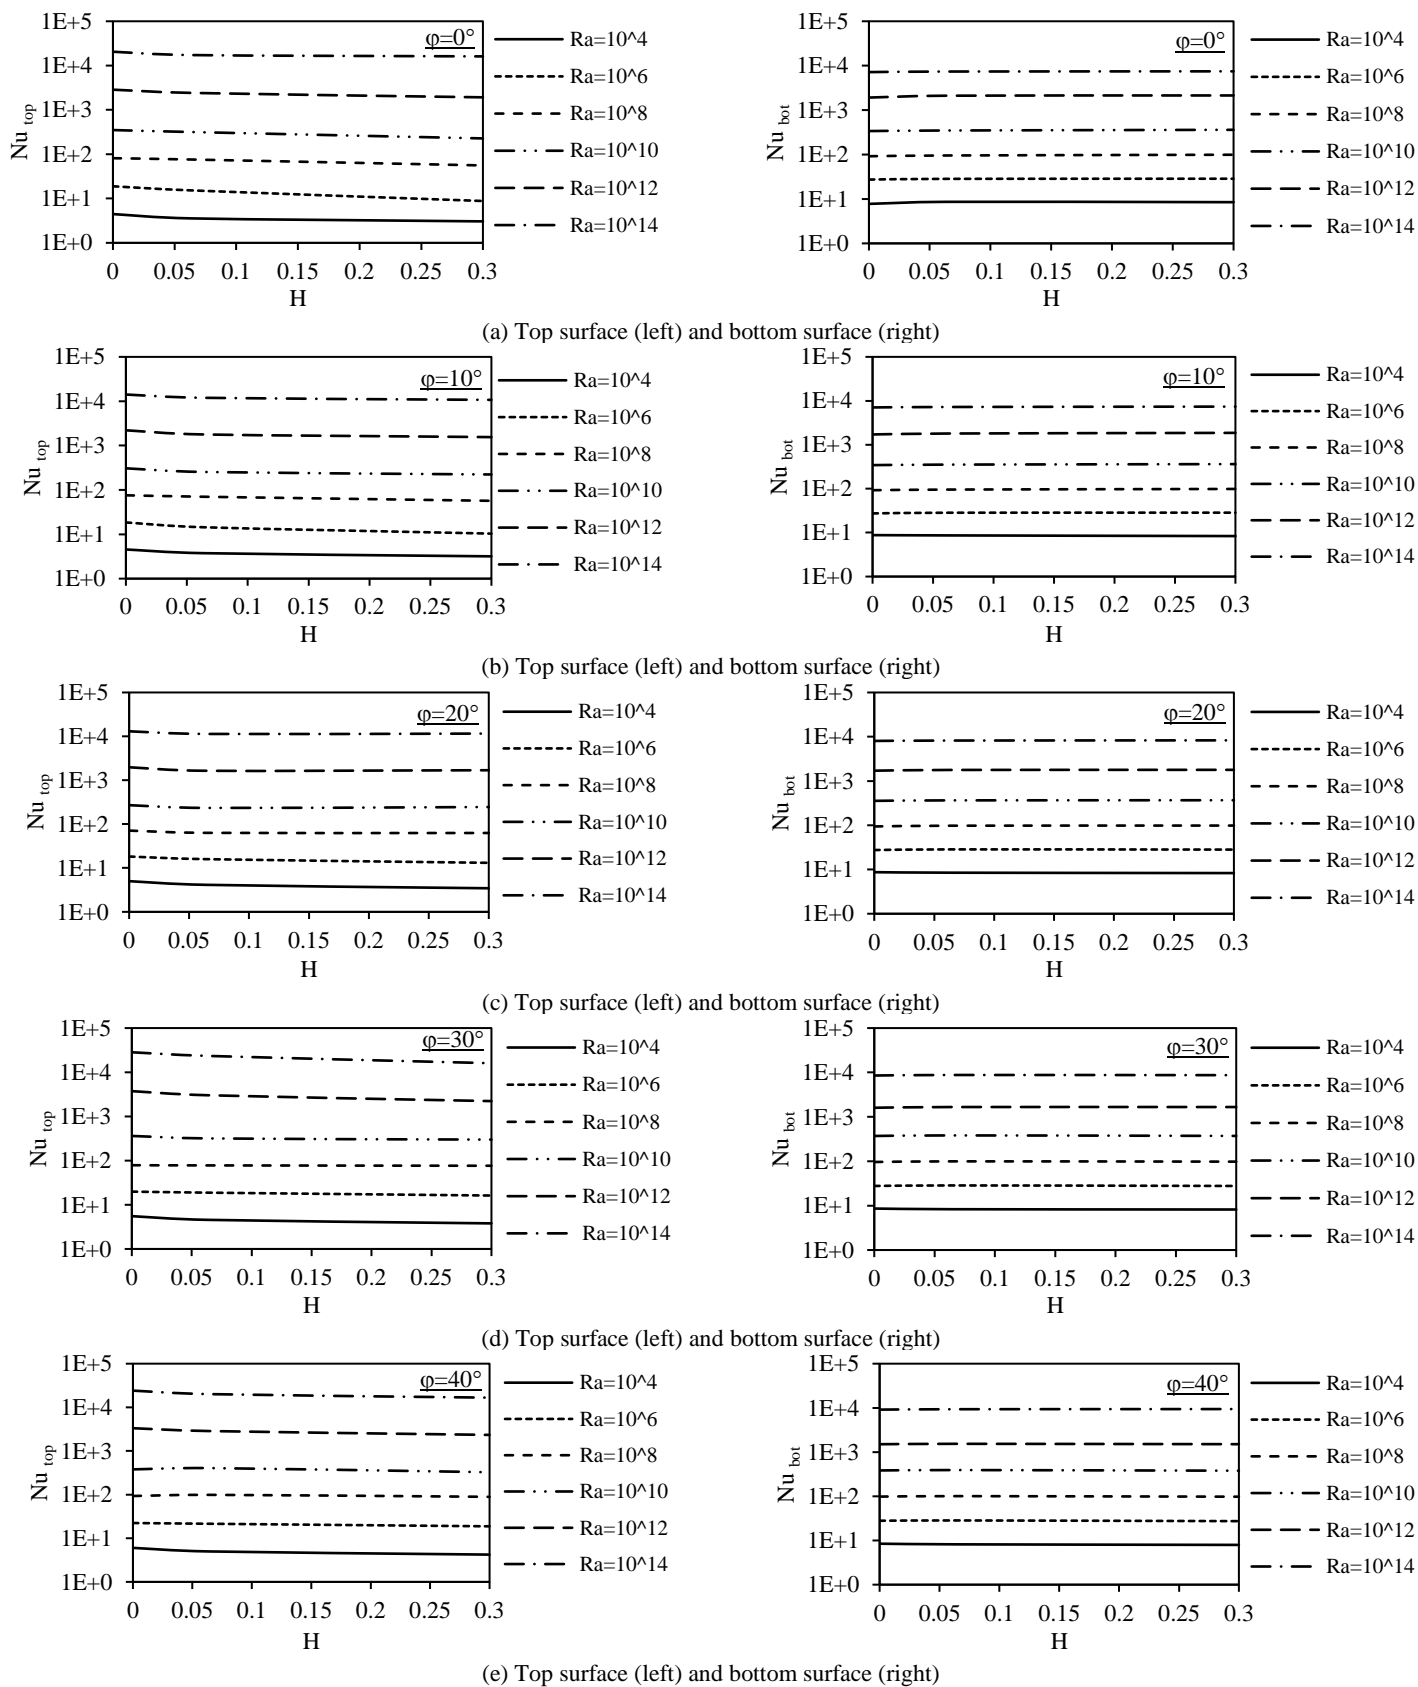 1E+5
1E+4
1E+3
1E+2
1E+1
1E+0
Nu top
φ=0°
0 0.05 0.1 0.15 0.2 0.25 0.3
H
Ra=10^4
Ra=10^6
Ra=10^8
Ra=10^10
Ra=10^12
Ra=10^14
1E+5
1E+4
1E+3
1E+2
1E+1
1E+0
Nu bot
φ=0°
0 0.05 0.1 0.15 0.2 0.25 0.3
H
Ra=10^4
Ra=10^6
Ra=10^8
Ra=10^10
Ra=10^12
Ra=10^14
(a) Top surface (left) and bottom surface (right)
1E+5
1E+4
1E+3
1E+2
1E+1
1E+0
Nu top
φ=10°
0 0.05 0.1 0.15 0.2 0.25 0.3
H
Ra=10^4
Ra=10^6
Ra=10^8
Ra=10^10
Ra=10^12
Ra=10^14
1E+5
1E+4
1E+3
1E+2
1E+1
1E+0
Nu bot
φ=10°
0 0.05 0.1 0.15 0.2 0.25 0.3
H
Ra=10^4
Ra=10^6
Ra=10^8
Ra=10^10
Ra=10^12
Ra=10^14
(b) Top surface (left) and bottom surface (right)
1E+5
1E+4
1E+3
1E+2
1E+1
1E+0
Nu top
φ=20°
0 0.05 0.1 0.15 0.2 0.25 0.3
H
Ra=10^4
Ra=10^6
Ra=10^8
Ra=10^10
Ra=10^12
Ra=10^14
1E+5
1E+4
1E+3
1E+2
1E+1
1E+0
Nu bot
φ=20°
0 0.05 0.1 0.15 0.2 0.25 0.3
H
Ra=10^4
Ra=10^6
Ra=10^8
Ra=10^10
Ra=10^12
Ra=10^14
(c) Top surface (left) and bottom surface (right)
1E+5
1E+4
1E+3
1E+2
1E+1
1E+0
Nu top
φ=30°
0 0.05 0.1 0.15 0.2 0.25 0.3
H
Ra=10^4
Ra=10^6
Ra=10^8
Ra=10^10
Ra=10^12
Ra=10^14
1E+5
1E+4
1E+3
1E+2
1E+1
1E+0
Nu bot
φ=30°
0 0.05 0.1 0.15 0.2 0.25 0.3
H
Ra=10^4
Ra=10^6
Ra=10^8
Ra=10^10
Ra=10^12
Ra=10^14
(d) Top surface (left) and bottom surface (right)
1E+5
1E+4
1E+3
1E+2
1E+1
1E+0
Nu top
φ=40°
0 0.05 0.1 0.15 0.2 0.25 0.3
H
Ra=10^4
Ra=10^6
Ra=10^8
Ra=10^10
Ra=10^12
Ra=10^14
1E+5
1E+4
1E+3
1E+2
1E+1
1E+0
Nu bot
φ=40°
0 0.05 0.1 0.15 0.2 0.25 0.3
H
Ra=10^4
Ra=10^6
Ra=10^8
Ra=10^10
Ra=10^12
Ra=10^14
(e) Top surface (left) and bottom surface (right)